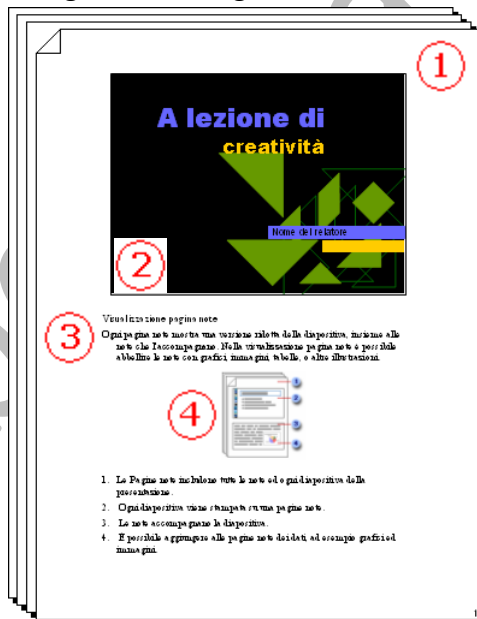 1
A lezione di
creatività
Nome del relatore
2
Visualizzazione pagina note
3
Ogni pagina note mostra una versione ridotta della diapositiva, insieme alle
note che l'accompagnano. Nella visualizzazione pagina note è possibile
abbellire le note con grafici, immagini, tabelle, o altre illustrazioni.
4
1. Le Pagine note includono tutte le note ed ogni diapositiva della
presentazione.
2. Ogni diapositiva viene stampata su una pagine note.
3. Le note accompagnano la diapositiva.
4. È possibile aggiungere alle pagine note dei dati, ad esempio grafici ed
immagini.
1